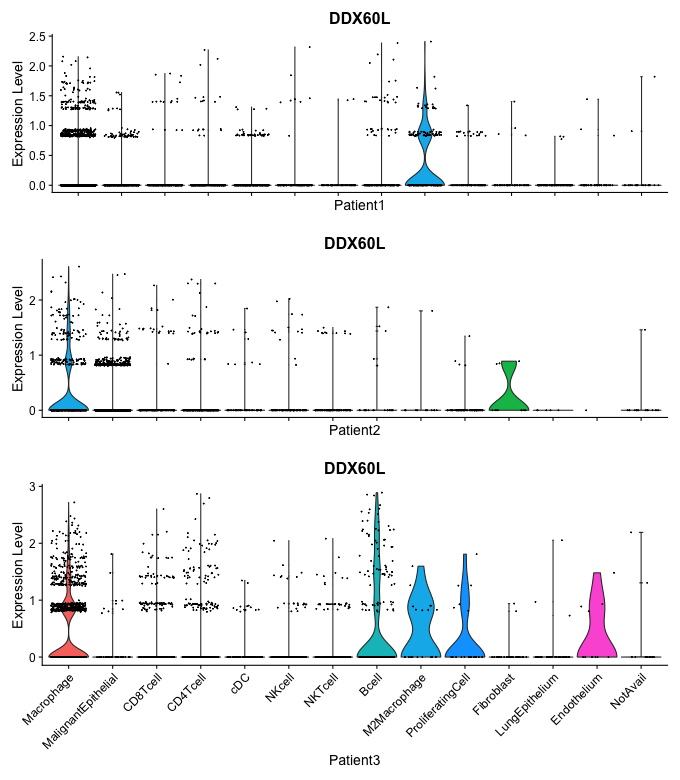 DDX60L
Expression Level
2.5
2.0
1.5
1.0
0.5
0.0
Patient1
DDX60L
Expression Level
2
1
0
Patient2
DDX60L
Expression Level
3
2
1
0
Macrophage
MalignantEpithelial
CD8Tcell
CD4Tcell
cDC
NKcell
NKTcell
Bcell
M2Macrophage
ProliferatingCell
Fibroblast
LungEpithelium
Endothelium
NotAvail
Patient3